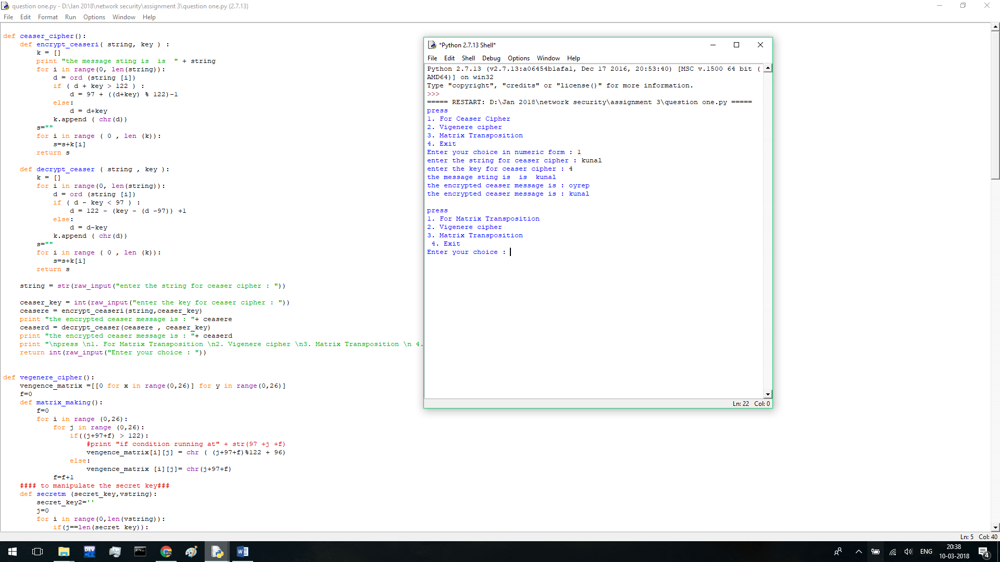 question one.py - D:\Jan 2018\network security\assignment 3\question one.py (2.7.13)
File Edit Format Run Options Window Help
def ceaser_cipher():
    def encrypt_ceaseri( string, key ) :
        k = []
        print "the message sting is  is  " + string
        for i in range(0, len(string)):
            d = ord (string [i])
            if ( d + key > 122 ) :
                d = 97 + ((d+key) % 122)-1
            else:
                d = d+key
            k.append ( chr(d))
        s=""
        for i in range ( 0 , len (k)):
            s=s+k[i]
        return s
    def decrypt_ceaser ( string , key ):
        k = []
        for i in range(0, len(string)):
            d = ord (string [i])
            if ( d - key < 97 ) :
                d = 122 - (key - (d -97)) +1
            else:
                d = d-key
            k.append ( chr(d))
        s=""
        for i in range ( 0 , len (k)):
            s=s+k[i]
        return s
    string = str(raw_input("enter the string for ceaser cipher : "))
    ceaser_key = int(raw_input("enter the key for ceaser cipher : "))
    ceasere = encrypt_ceaseri(string,ceaser_key)
    print "the encrypted ceaser message is : "+ ceasere
    ceaserd = decrypt_ceaser(ceasere , ceaser_key)
    print "the encrypted ceaser message is : "+ ceaserd
    print "\npress \n1. For Matrix Transposition \n2. Vigenere cipher \n3. Matrix Transposition \n 4.
    return int(raw_input("Enter your choice : "))
def vegenere_cipher():
    vengence_matrix =[[0 for x in range(0,26)] for y in range(0,26)]
    f=0
    def matrix_making():
        f=0
        for i in range (0,26):
            for j in range (0,26):
                if((j+97+f) > 122):
                    #print "if condition running at" + str(97 +j +f)
                    vengence_matrix[i][j] = chr ( (j+97+f)%122 + 96)
                else:
                    vengence_matrix [i][j]= chr(j+97+f)
            f=f+1
    #### to manipulate the secret key###
    def secretm (secret_key,vstring):
        secret_key2=''
        j=0
        for i in range(0,len(vstring)):
            if(j==len(secret_key)):
Ln: 5 Col: 40
*Python 2.7.13 Shell*
File Edit Shell Debug Options Window Help
Python 2.7.13 (v2.7.13:a06454b1afa1, Dec 17 2016, 20:53:40) [MSC v.1500 64 bit (
AMD64)] on win32
Type "copyright", "credits" or "license()" for more information.
>>>
===== RESTART: D:\Jan 2018\network security\assignment 3\question one.py =====
press
1. For Ceaser Cipher
2. Vigenere cipher
3. Matrix Transposition
4. Exit
Enter your choice in numeric form : 1
enter the string for ceaser cipher : kunal
enter the key for ceaser cipher : 4
the message sting is  is  kunal
the encrypted ceaser message is : oyrep
the encrypted ceaser message is : kunal
press
1. For Matrix Transposition
2. Vigenere cipher
3. Matrix Transposition
 4. Exit
Enter your choice :
Ln: 22 Col: 0
DEV
ENG
20:38
10-03-2018
4